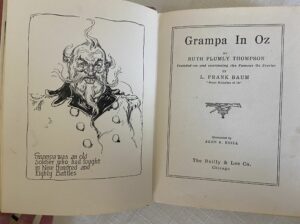 Grampa was an old
Soldier who had fought
in Nine Hundred and
Eighty Battles
Grampa In Oz
BY
RUTH PLUMLY THOMPSON
Founded on and continuing the Famous Oz Stories
BY
L. FRANK BAUM
"Royal Historian of Oz"
Illustrated by
JOHN R. NEILL
The Reilly & Lee Co.
Chicago